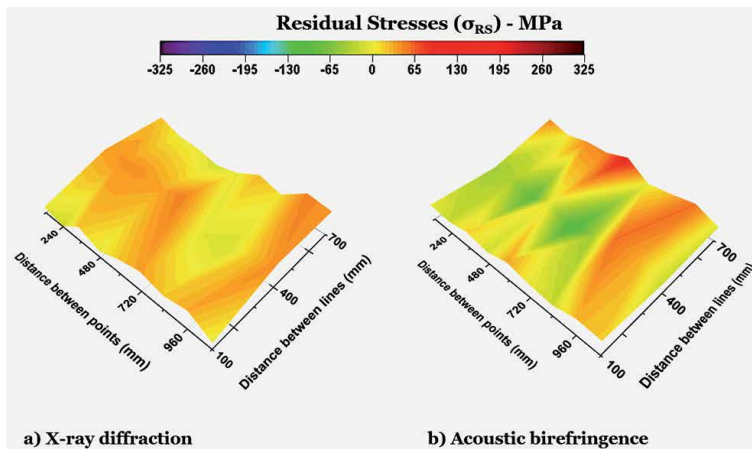 Residual Stresses (σRS) - MPa
-325 -260 -195 -130 -65 0 65 130 195 260 325
240
480
720
960
100
400
700
Distance between points (mm)
Distance between lines (mm)
240
480
720
960
100
400
700
Distance between points (mm)
Distance between lines (mm)
a) X-ray diffraction
b) Acoustic birefringence